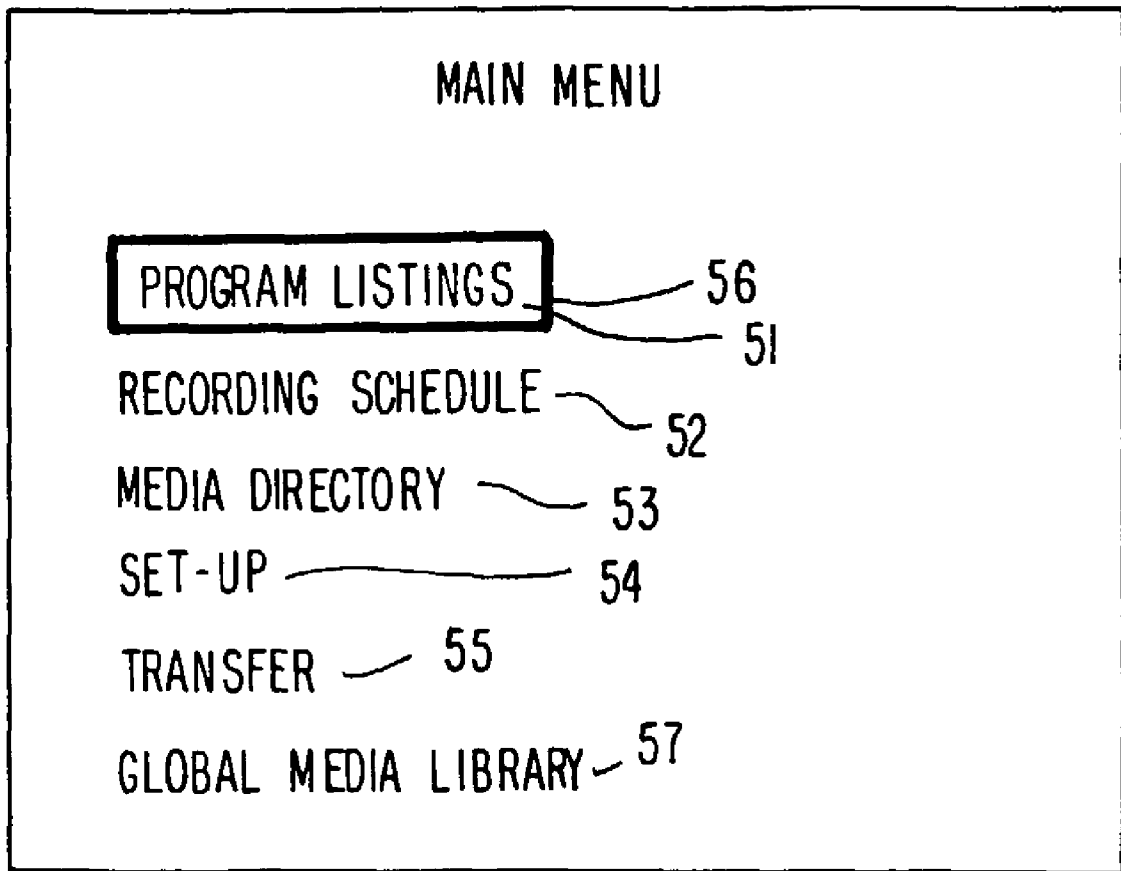 MAIN MENU
PROGRAM LISTINGS 56
51
RECORDING SCHEDULE 52
MEDIA DIRECTORY 53
SET-UP 54
TRANSFER 55
GLOBAL MEDIA LIBRARY 57